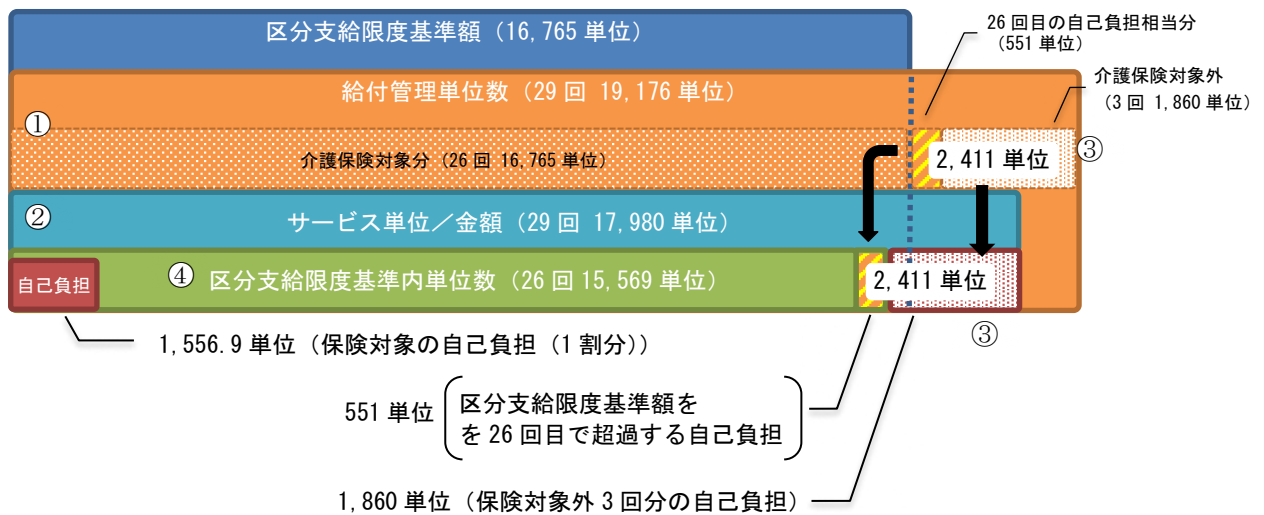 区分支給限度基準額(16,765 単位)
26 回目の自己負担相当分
(551 単位)
給付管理単位数(29 回 19,176 単位)
介護保険対象外
(3 回 1,860 単位)
①
介護保険対象分(26 回 16,765 単位)
2,411 単位
③
②
サービス単位/金額(29 回 17,980 単位)
自己負担
④
区分支給限度基準内単位数(26 回 15,569 単位)
2,411 単位
③
1,556.9 単位(保険対象の自己負担(1 割分))
551 単位
区分支給限度基準額を
を 26 回目で超過する自己負担
1,860 単位(保険対象外 3 回分の自己負担)